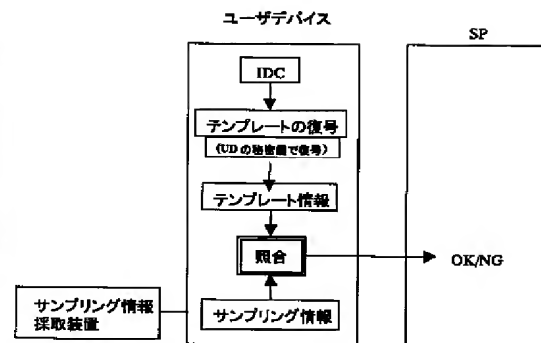 ユーザデバイス
SP
IDC
テンプレートの復号
(UDの秘密鍵で復号)
テンプレート情報
照合
OK/NG
サンプリング情報
採取装置
サンプリング情報